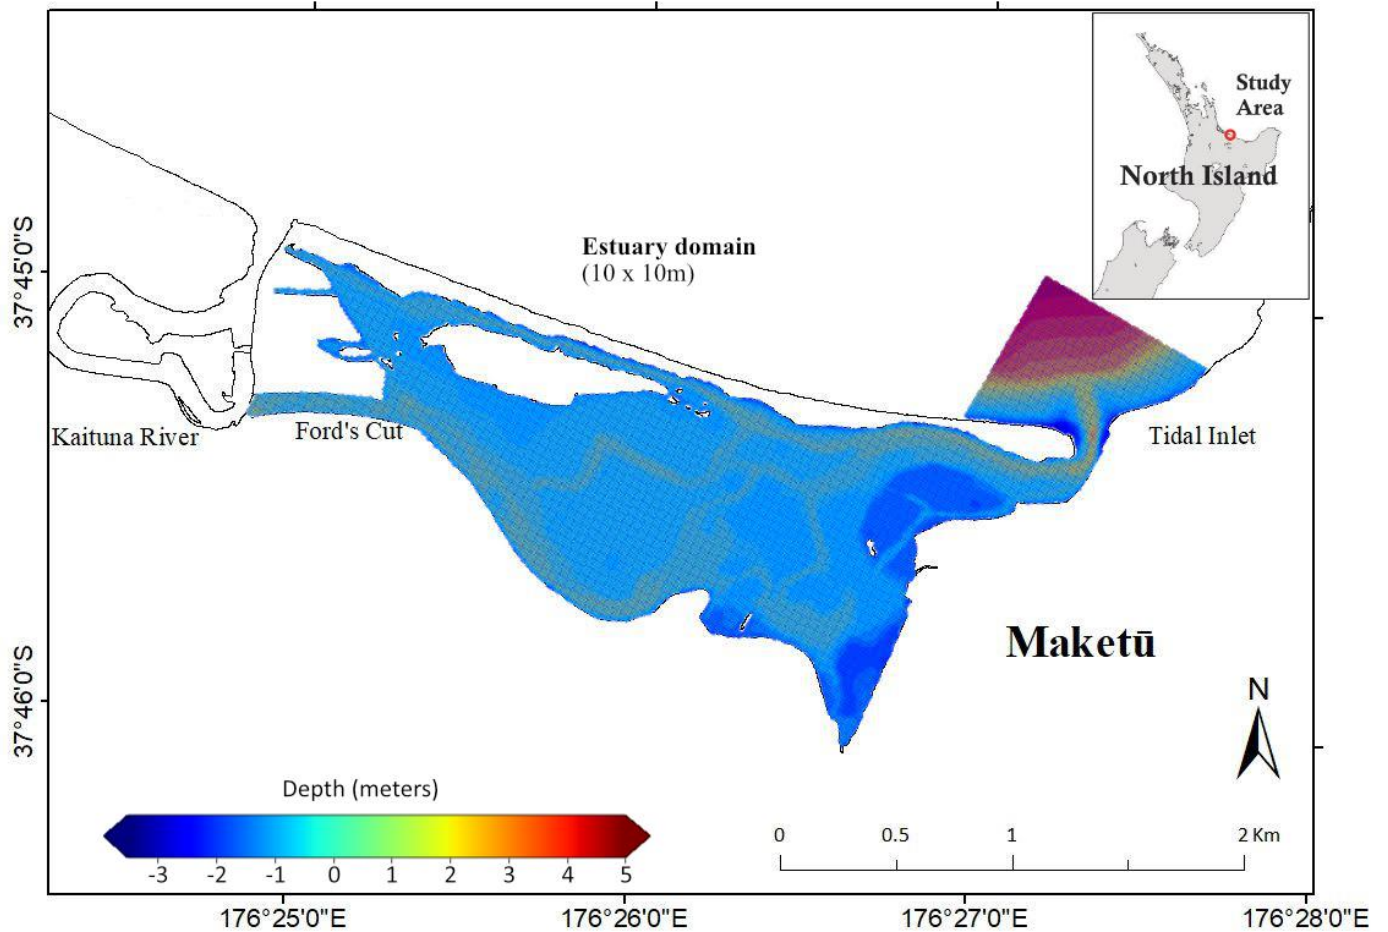 Study
Area
North Island
Estuary domain
(10 x 10m)
37°45'0"S
Kaituna River
Ford's Cut
Tidal Inlet
Maketū
N
37°46'0"S
Depth (meters)
-3 -2 -1 0 1 2 3 4 5
0 0.5 1 2 Km
176°25'0"E 176°26'0"E 176°27'0"E 176°28'0"E